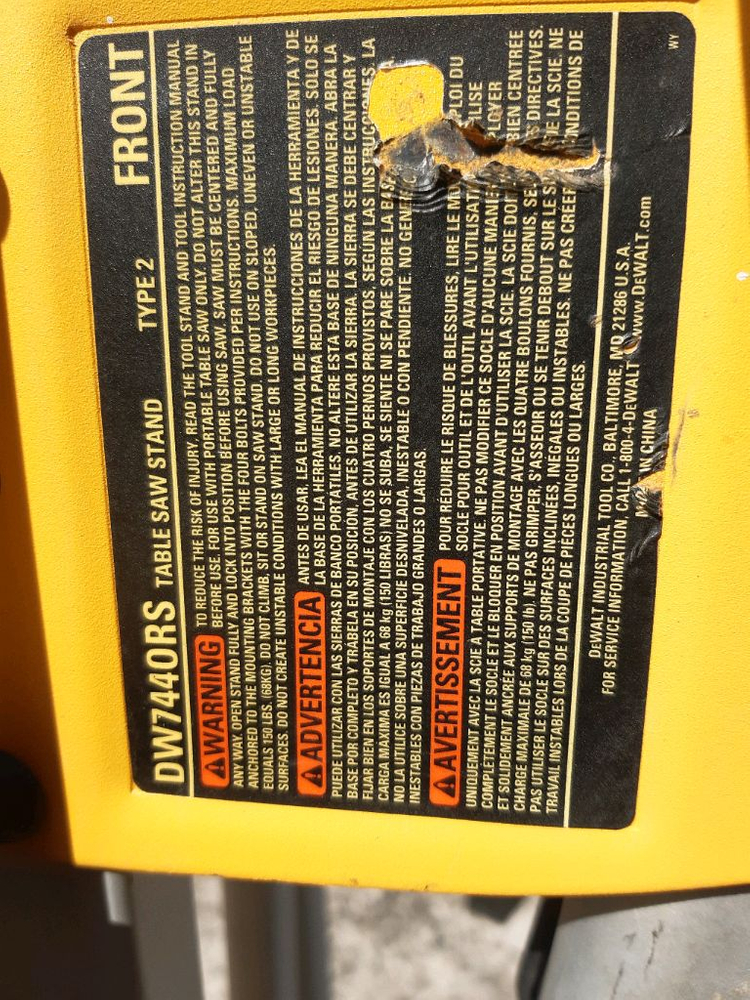 DW7440RS TABLE SAW STAND TYPE 2 FRONT
WARNING TO REDUCE THE RISK OF INJURY, READ THE TOOL STAND AND TOOL INSTRUCTION MANUAL
BEFORE USE. FOR USE WITH PORTABLE TABLE SAW ONLY. DO NOT ALTER THIS STAND IN
ANY WAY. OPEN STAND FULLY AND LOCK INTO POSITION BEFORE USING SAW. SAW MUST BE CENTERED AND FULLY
ANCHORED TO THE MOUNTING BRACKETS WITH THE FOUR BOLTS PROVIDED PER INSTRUCTIONS. MAXIMUM LOAD
EQUALS 150 LBS. (68KG). DO NOT CLIMB, SIT OR STAND ON SAW STAND. DO NOT USE ON SLOPED, UNEVEN OR UNSTABLE
SURFACES. DO NOT CREATE UNSTABLE CONDITIONS WITH LARGE OR LONG WORKPIECES.
ADVERTENCIA ANTES DE USAR, LEA EL MANUAL DE INSTRUCCIONES DE LA HERRAMIENTA Y DE
LA BASE DE LA HERRAMIENTA PARA REDUCIR EL RIESGO DE LESIONES. SOLO SE
PUEDE UTILIZAR CON LAS SIERRAS DE BANCO PORTÁTILES. NO ALTERE ESTA BASE DE NINGUNA MANERA. ABRA LA
BASE POR COMPLETO Y TRABELA EN SU POSICIÓN, ANTES DE UTILIZAR LA SIERRA. LA SIERRA SE DEBE CENTRAR Y
FIJAR BIEN EN LOS SOPORTES DE MONTAJE CON LOS CUATRO PERNOS PROVISTOS, SEGÚN LAS INSTRUCCIONES. LA
CARGA MÁXIMA ES IGUAL A 68 kg (150 LIBRAS) NO SE SUBA, SE SIENTE NI SE PARE SOBRE LA BASE
NO LA UTILICE SOBRE UNA SUPERFICIE DESNIVELADA, INESTABLE O CON PENDIENTE. NO GENE
INESTABLES CON PIEZAS DE TRABAJO GRANDES O LARGAS.
AVERTISSEMENT POUR RÉDUIRE LE RISQUE DE BLESSURES, LIRE LE M LOI DU
SOCLE POUR OUTIL ET DE L'OUTIL AVANT L'UTILISAT LISE
UNIQUEMENT AVEC LA SCIE À TABLE PORTATIVE. NE PAS MODIFIER CE SOCLE D'AUCUNE MANI LOYER
COMPLÈTEMENT LE SOCLE ET LE BLOQUER EN POSITION AVANT D'UTILISER LA SCIE. LA SCIE DOI BIEN CENTRÉE
ET SOLIDEMENT ANCRÉE AUX SUPPORTS DE MONTAGE AVEC LES QUATRE BOULONS FOURNIS, SE DIRECTIVES.
CHARGE MAXIMALE DE 68 kg (150 lb). NE PAS GRIMPER, S'ASSEOIR OU SE TENIR DEBOUT SUR LE S DE LA SCIE. NE
PAS UTILISER LE SOCLE SUR DES SURFACES INCLINÉES, INÉGALES OU INSTABLES. NE PAS CRÉER NDITIONS DE
TRAVAIL INSTABLES LORS DE LA COUPE DE PIÈCES LONGUES OU LARGES.
DEWALT INDUSTRIAL TOOL CO., BALTIMORE, MD 21286 U.S.A.
FOR SERVICE INFORMATION, CALL 1-800-4-DEWALT www.DEWALT.com
CHINA
WY